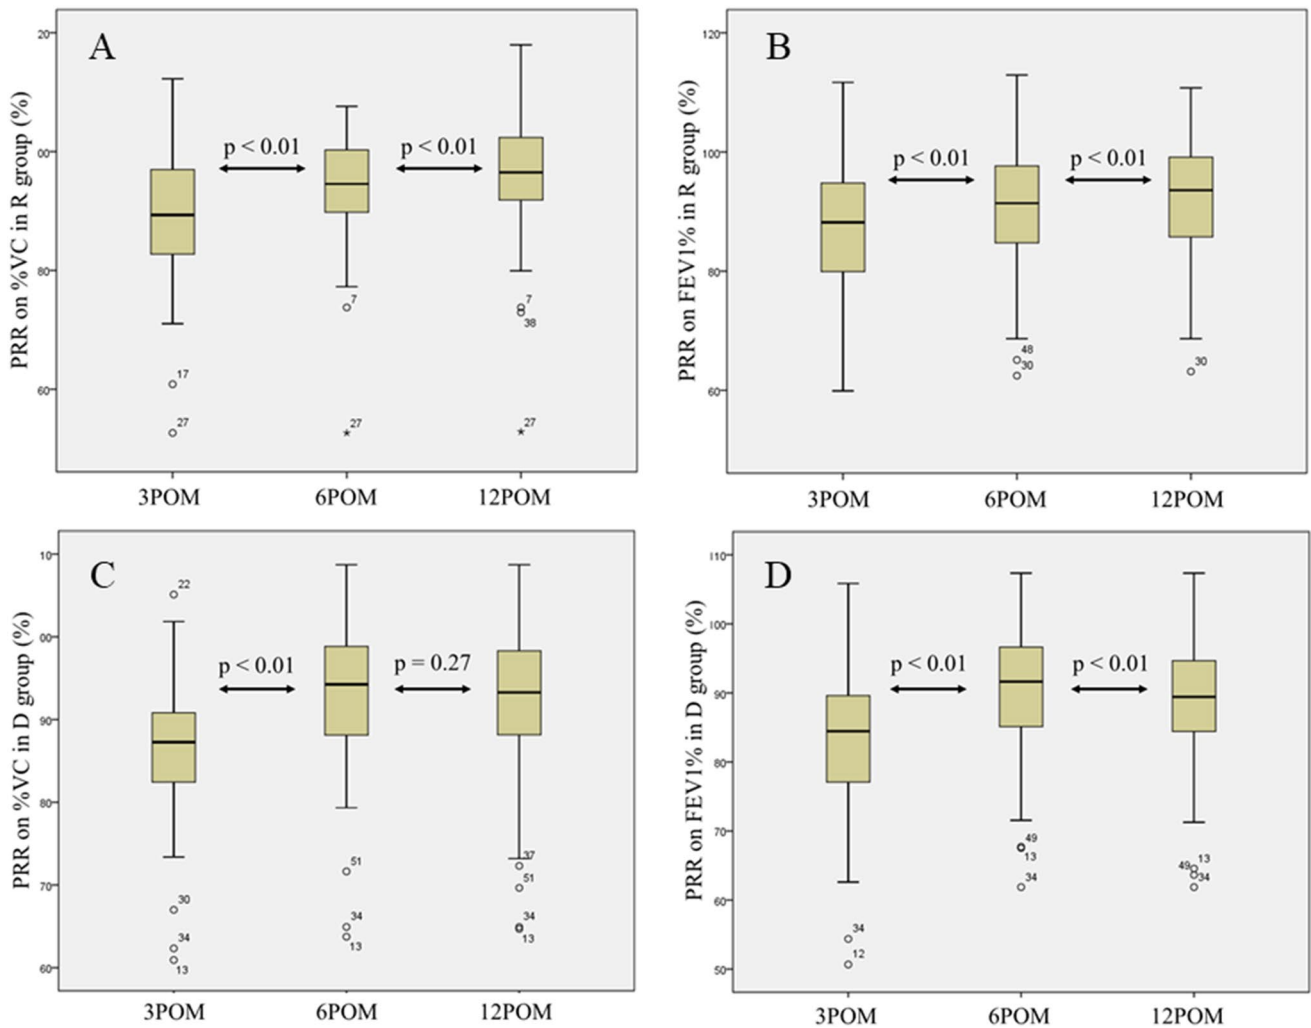 A
PRR on %VC in R group (%)
20
00
80
60
p < 0.01
p < 0.01
17
27
7
27
7
38
27
3POM
6POM
12POM
B
PRR on FEV1% in R group (%)
120
100
80
60
p < 0.01
p < 0.01
48
30
30
3POM
6POM
12POM
C
PRR on %VC in D group (%)
10
00
90
80
70
60
p < 0.01
p = 0.27
22
30
34
13
51
34
13
37
51
34
13
3POM
6POM
12POM
D
PRR on FEV1% in D group (%)
110
100
90
80
70
60
50
p < 0.01
p < 0.01
34
12
49
13
34
49
13
34
3POM
6POM
12POM